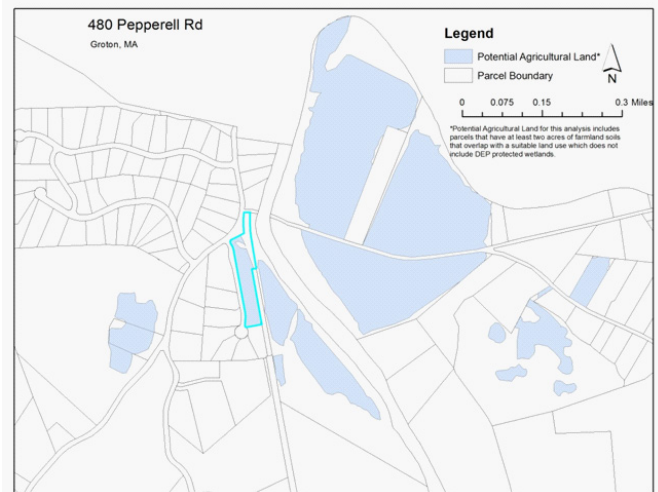 480 Pepperell Rd
Groton, MA
Legend
Potential Agricultural Land*
Parcel Boundary
N
0 0.075 0.15 0.3 Miles
*Potential Agricultural Land for this analysis includes
parcels that have at least two acres of farmland soils
that overlap with a suitable land use which does not
include DEP protected wetlands.